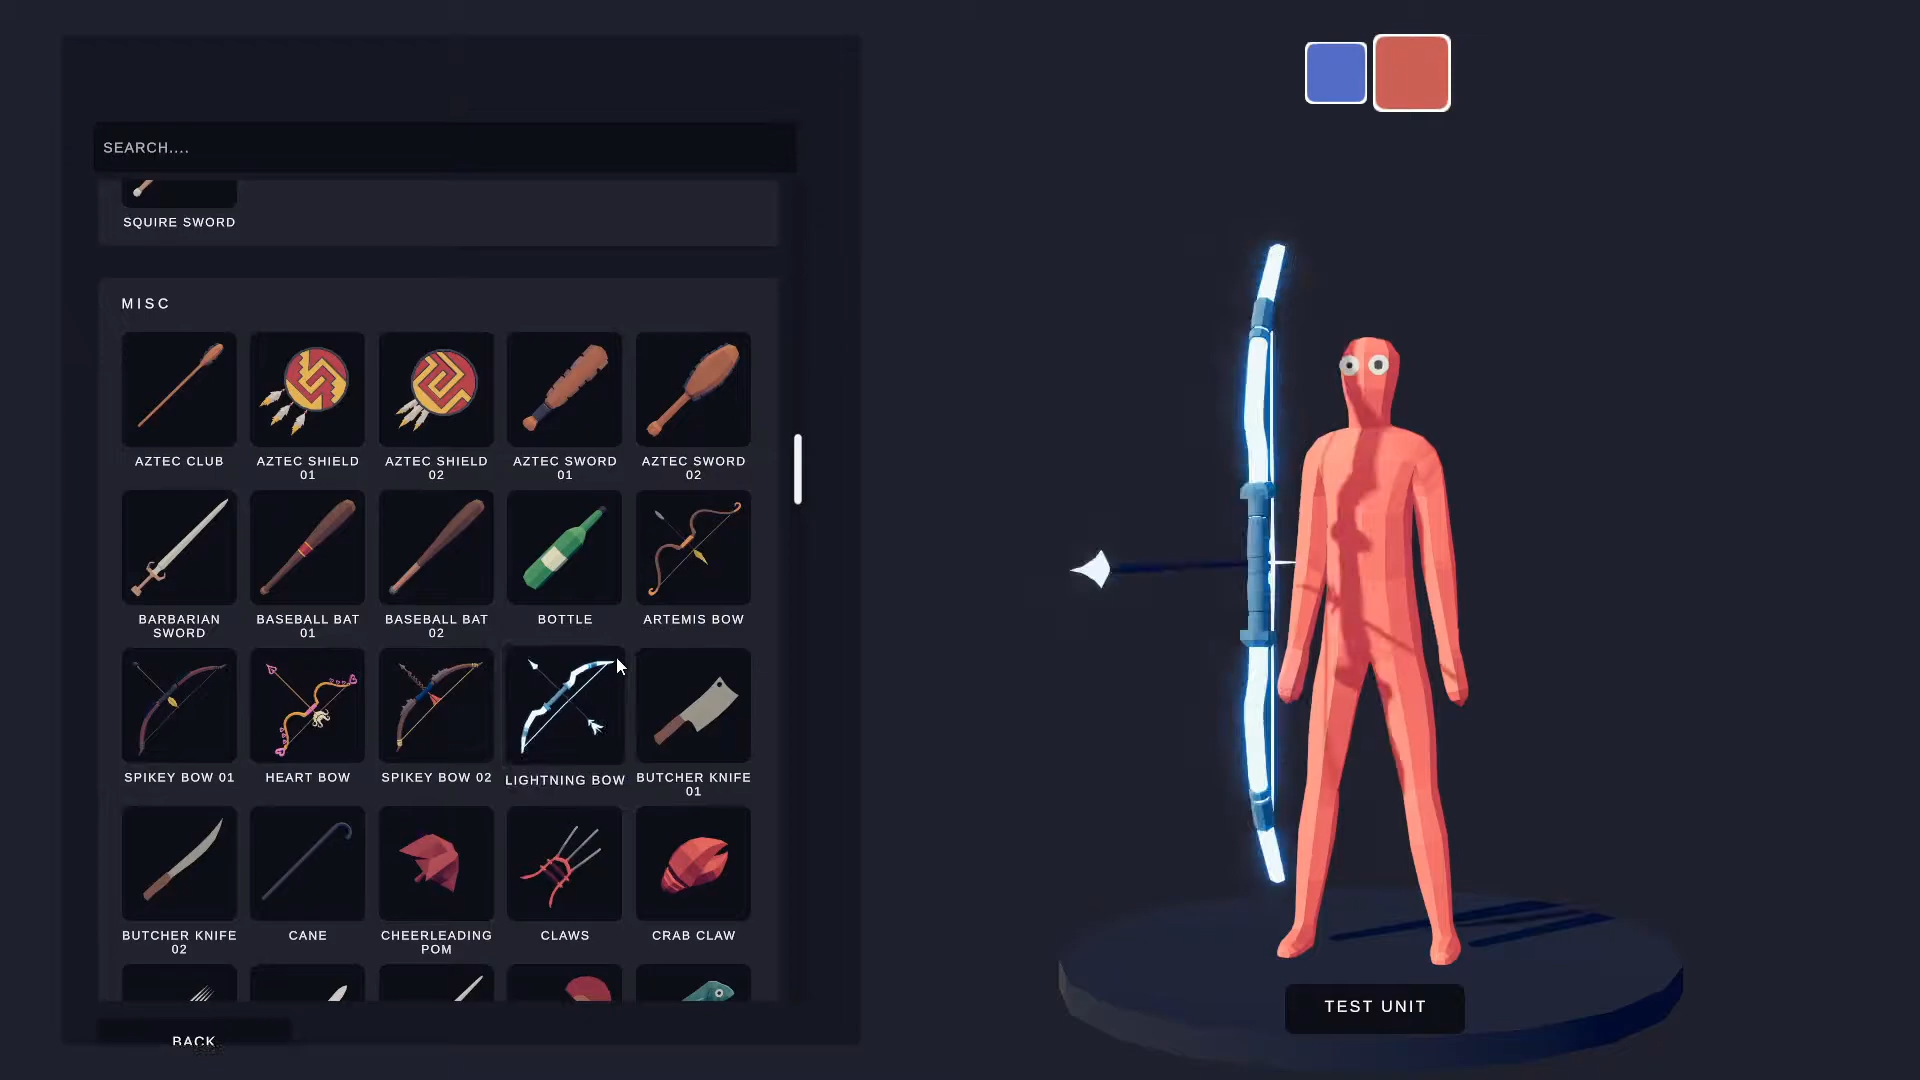 SEARCH....
SQUIRE SWORD
MISC
AZTEC CLUB
AZTEC SHIELD
01
AZTEC SHIELD
02
AZTEC SWORD
01
AZTEC SWORD
02
BARBARIAN
SWORD
BASEBALL BAT
01
BASEBALL BAT
02
BOTTLE
ARTEMIS BOW
SPIKEY BOW 01
HEART BOW
SPIKEY BOW 02
LIGHTNING BOW
BUTCHER KNIFE
01
BUTCHER KNIFE
02
CANE
CHEERLEADING
POM
CLAWS
CRAB CLAW
BACK
TEST UNIT